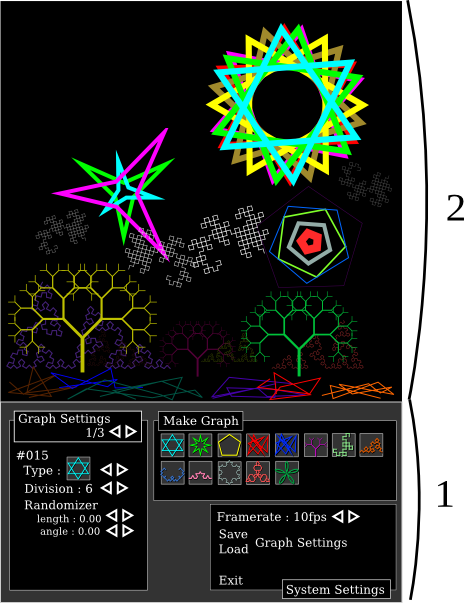 2
Graph Settings
1/3
#015
Type :
Division : 6
Randomizer
length : 0.00
angle : 0.00
Make Graph
Framerate : 10fps
Save
Load Graph Settings
Exit
System Settings
1